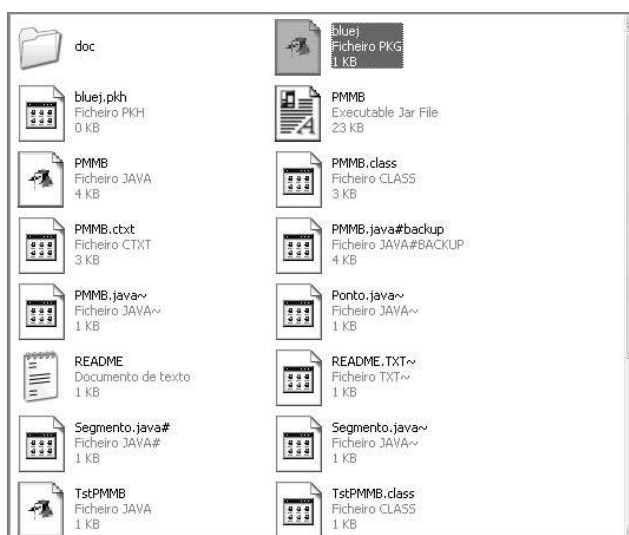 doc
bluej
Ficheiro PKG
1 KB
bluej.pkh
Ficheiro PKH
0 KB
PMMB
Executable Jar File
23 KB
PMMB
Ficheiro JAVA
4 KB
PMMB.class
Ficheiro CLASS
3 KB
PMMB.ctxt
Ficheiro CTXT
3 KB
PMMB.java#backup
Ficheiro JAVA#BACKUP
4 KB
PMMB.java~
Ficheiro JAVA~
1 KB
Ponto.java~
Ficheiro JAVA~
1 KB
README
Documento de texto
1 KB
README.TXT~
Ficheiro TXT~
1 KB
Segmento.java#
Ficheiro JAVA#
1 KB
Segmento.java~
Ficheiro JAVA~
1 KB
TstPMMB
Ficheiro JAVA
1 KB
TstPMMB.class
Ficheiro CLASS
1 KB